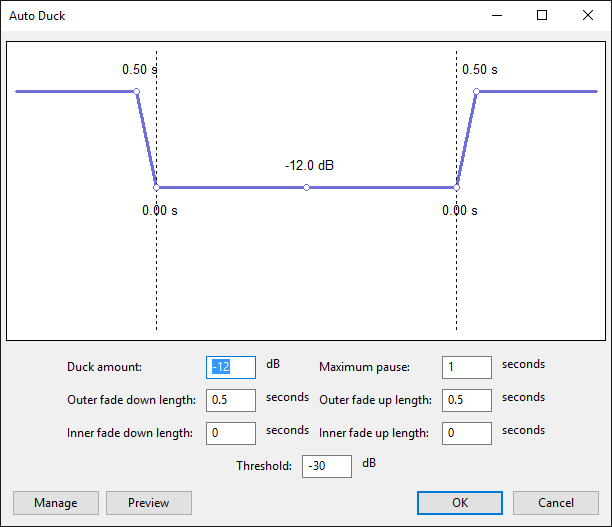 Auto Duck
0.50 s 0.50 s
-12.0 dB
0.00 s 0.00 s
Duck amount: -12 dB Maximum pause: 1 seconds
Outer fade down length: 0.5 seconds Outer fade up length: 0.5 seconds
Inner fade down length: 0 seconds Inner fade up length: 0 seconds
Threshold: -30 dB
Manage Preview OK Cancel